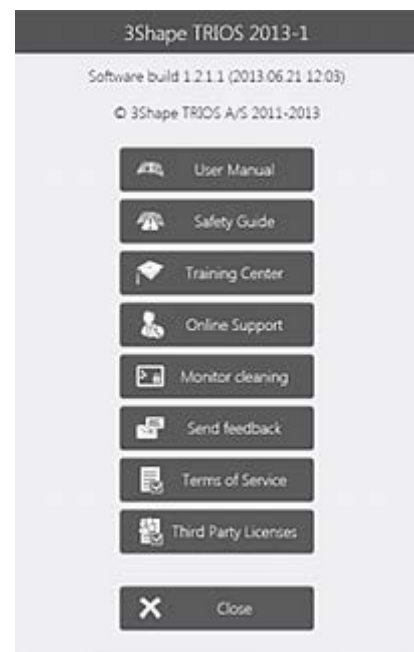 3Shape TRIOS 2013-1
Software build 1.2.1.1 (2013.06.21 12:03)
© 3Shape TRIOS A/S 2011-2013
User Manual
Safety Guide
Training Center
Online Support
Monitor cleaning
Send feedback
Terms of Service
Third Party Licenses
Close